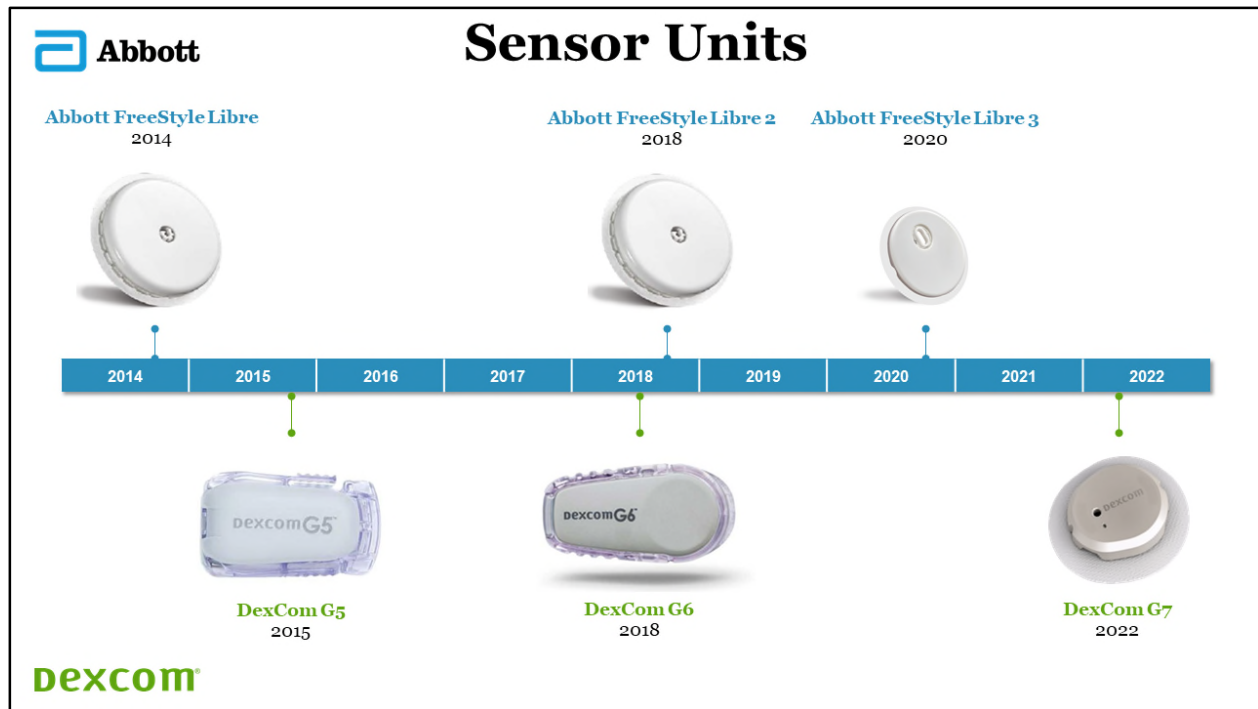 Abbott
Sensor Units
Abbott FreeStyle Libre
2014
Abbott FreeStyle Libre 2
2018
Abbott FreeStyle Libre 3
2020
2014
2015
2016
2017
2018
2019
2020
2021
2022
Dexcom G5™
Dexcom G6™
Dexcom
DexCom G5
2015
DexCom G6
2018
DexCom G7
2022
Dexcom®